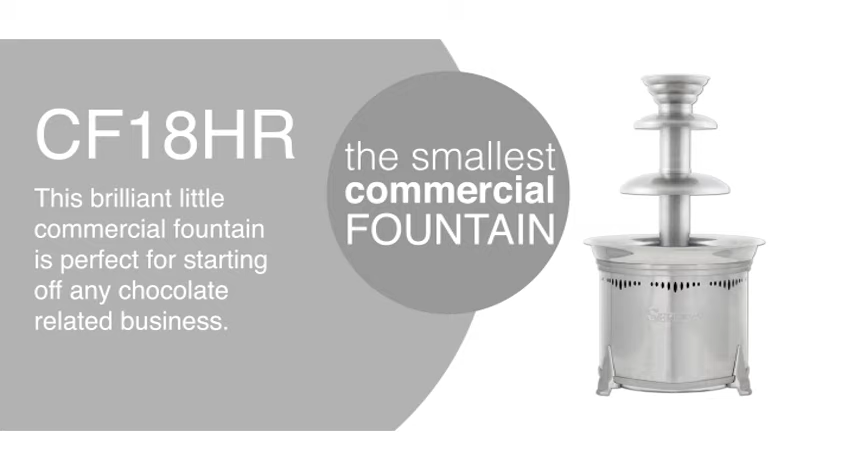 CF18HR
This brilliant little
commercial fountain
is perfect for starting
off any chocolate
related business.
the smallest
commercial
FOUNTAIN